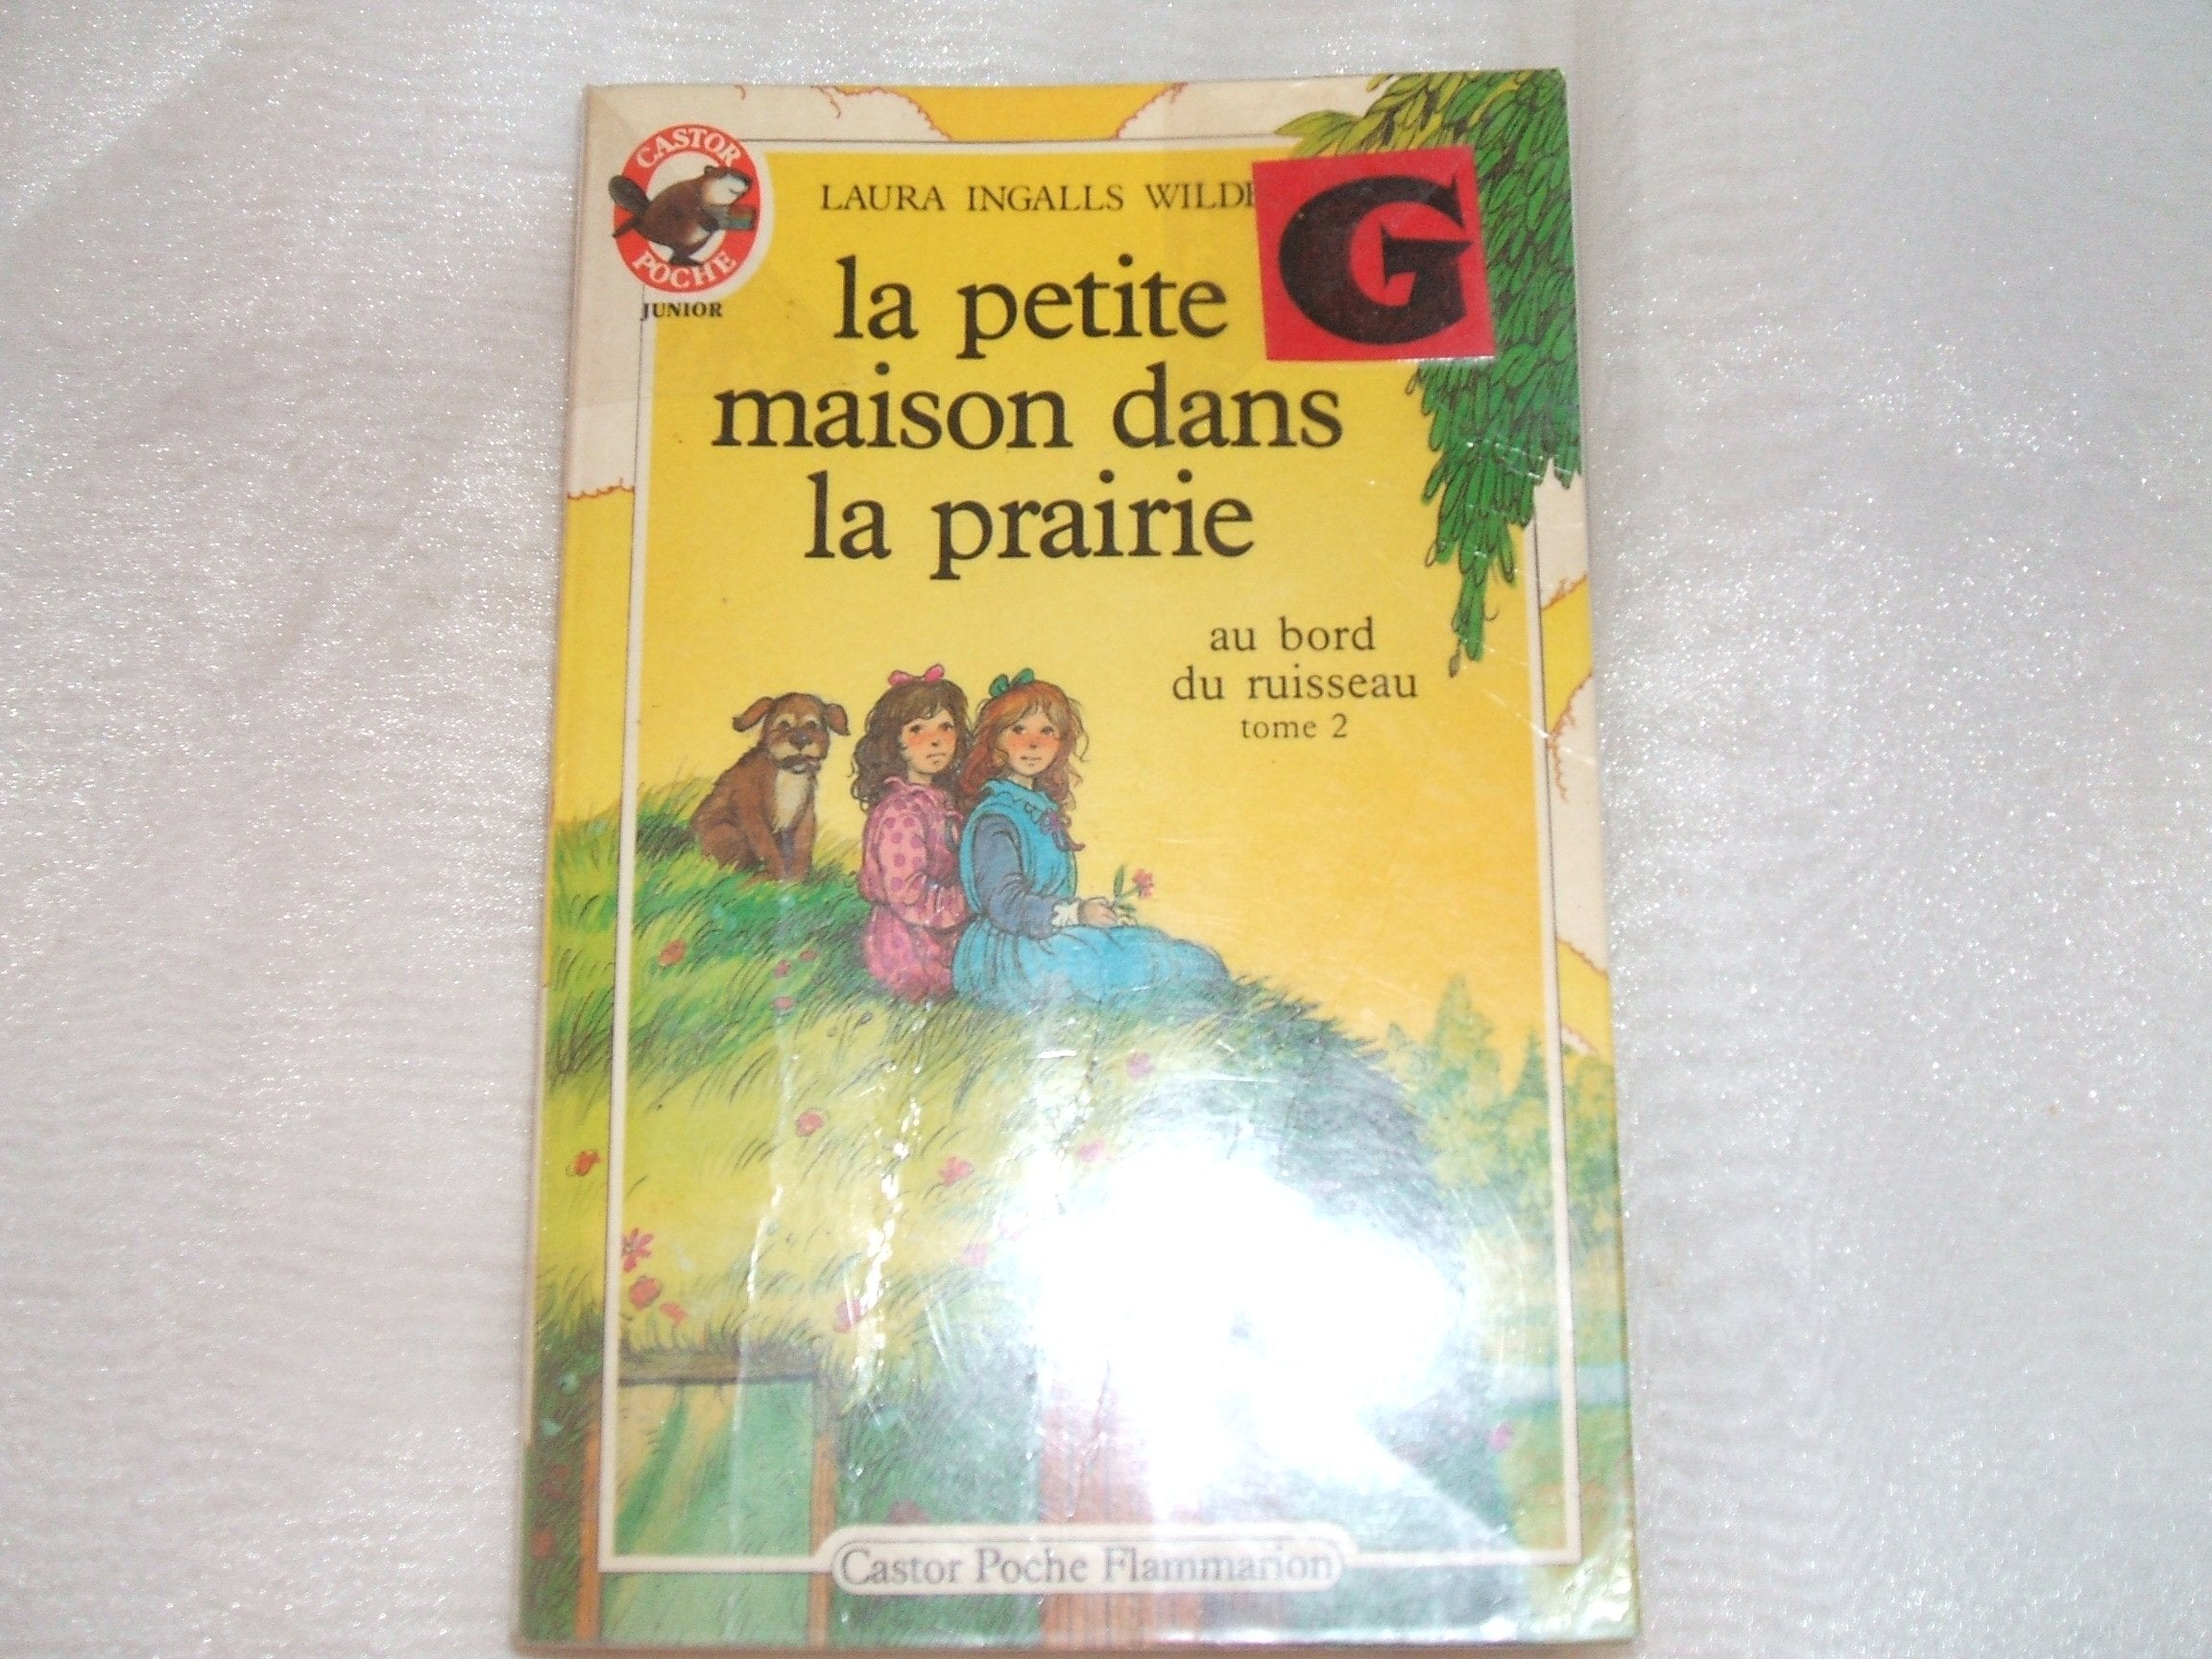 CASTOR
POCHE
JUNIOR
LAURA INGALLS
G
la petite
maison dans
la prairie
au bord
du ruisseau
tome 2
Castor Poche Flammarion